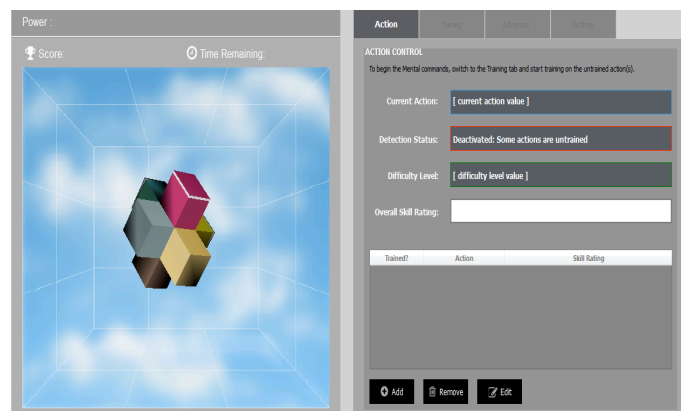 Power :
Score:
Time Remaining:
Action
Training
Advanced
Settings
ACTION CONTROL
To begin the Mental commands, switch to the Training tab and start training on the untrained action(s).
Current Action: [ current action value ]
Detection Status: Deactivated: Some actions are untrained
Difficulty Level: [ difficulty level value ]
Overall Skill Rating:
Trained? Action Skill Rating
Add Remove Edit